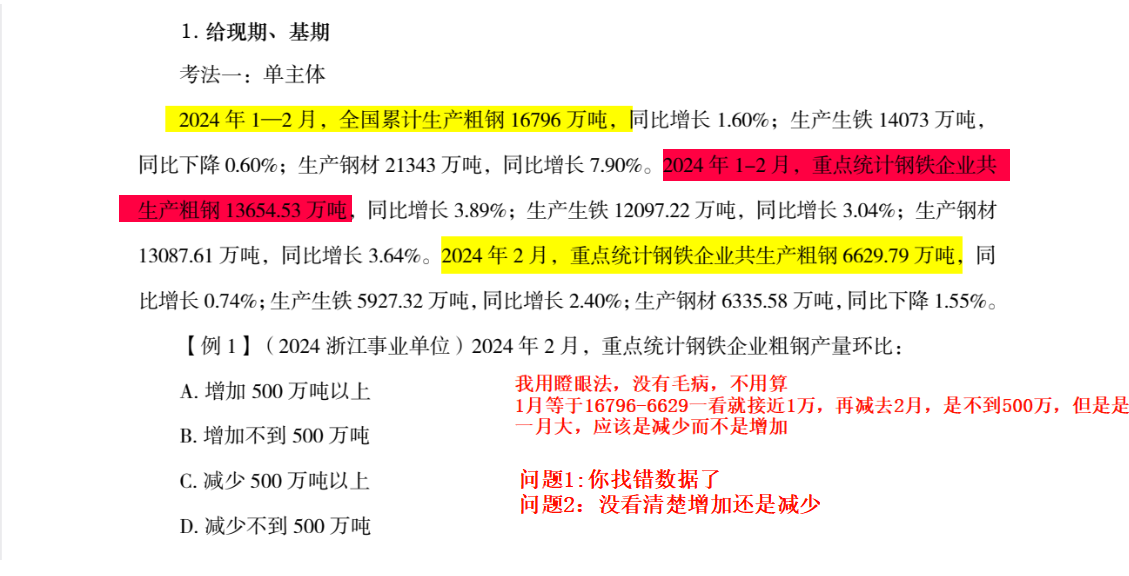 1. 给现期、基期
考法一：单主体
2024 年 1—2 月，全国累计生产粗钢 16796 万吨，同比增长 1.60%；生产生铁 14073 万吨，
同比下降 0.60%；生产钢材 21343 万吨，同比增长 7.90%。2024 年 1-2 月，重点统计钢铁企业共
生产粗钢 13654.53 万吨，同比增长 3.89%；生产生铁 12097.22 万吨，同比增长 3.04%；生产钢材
13087.61 万吨，同比增长 3.64%。2024 年 2 月，重点统计钢铁企业共生产粗钢 6629.79 万吨，同
比增长 0.74%；生产生铁 5927.32 万吨，同比增长 2.40%；生产钢材 6335.58 万吨，同比下降 1.55%。
【例 1】（2024 浙江事业单位）2024 年 2 月，重点统计钢铁企业粗钢产量环比：
A. 增加 500 万吨以上
B. 增加不到 500 万吨
C. 减少 500 万吨以上
D. 减少不到 500 万吨
我用瞪眼法，没有毛病，不用算
1月等于16796-6629一看就接近1万，再减去2月，是不到500万，但是是
一月大，应该是减少而不是增加
问题1:你找错数据了
问题2：没看清楚增加还是减少